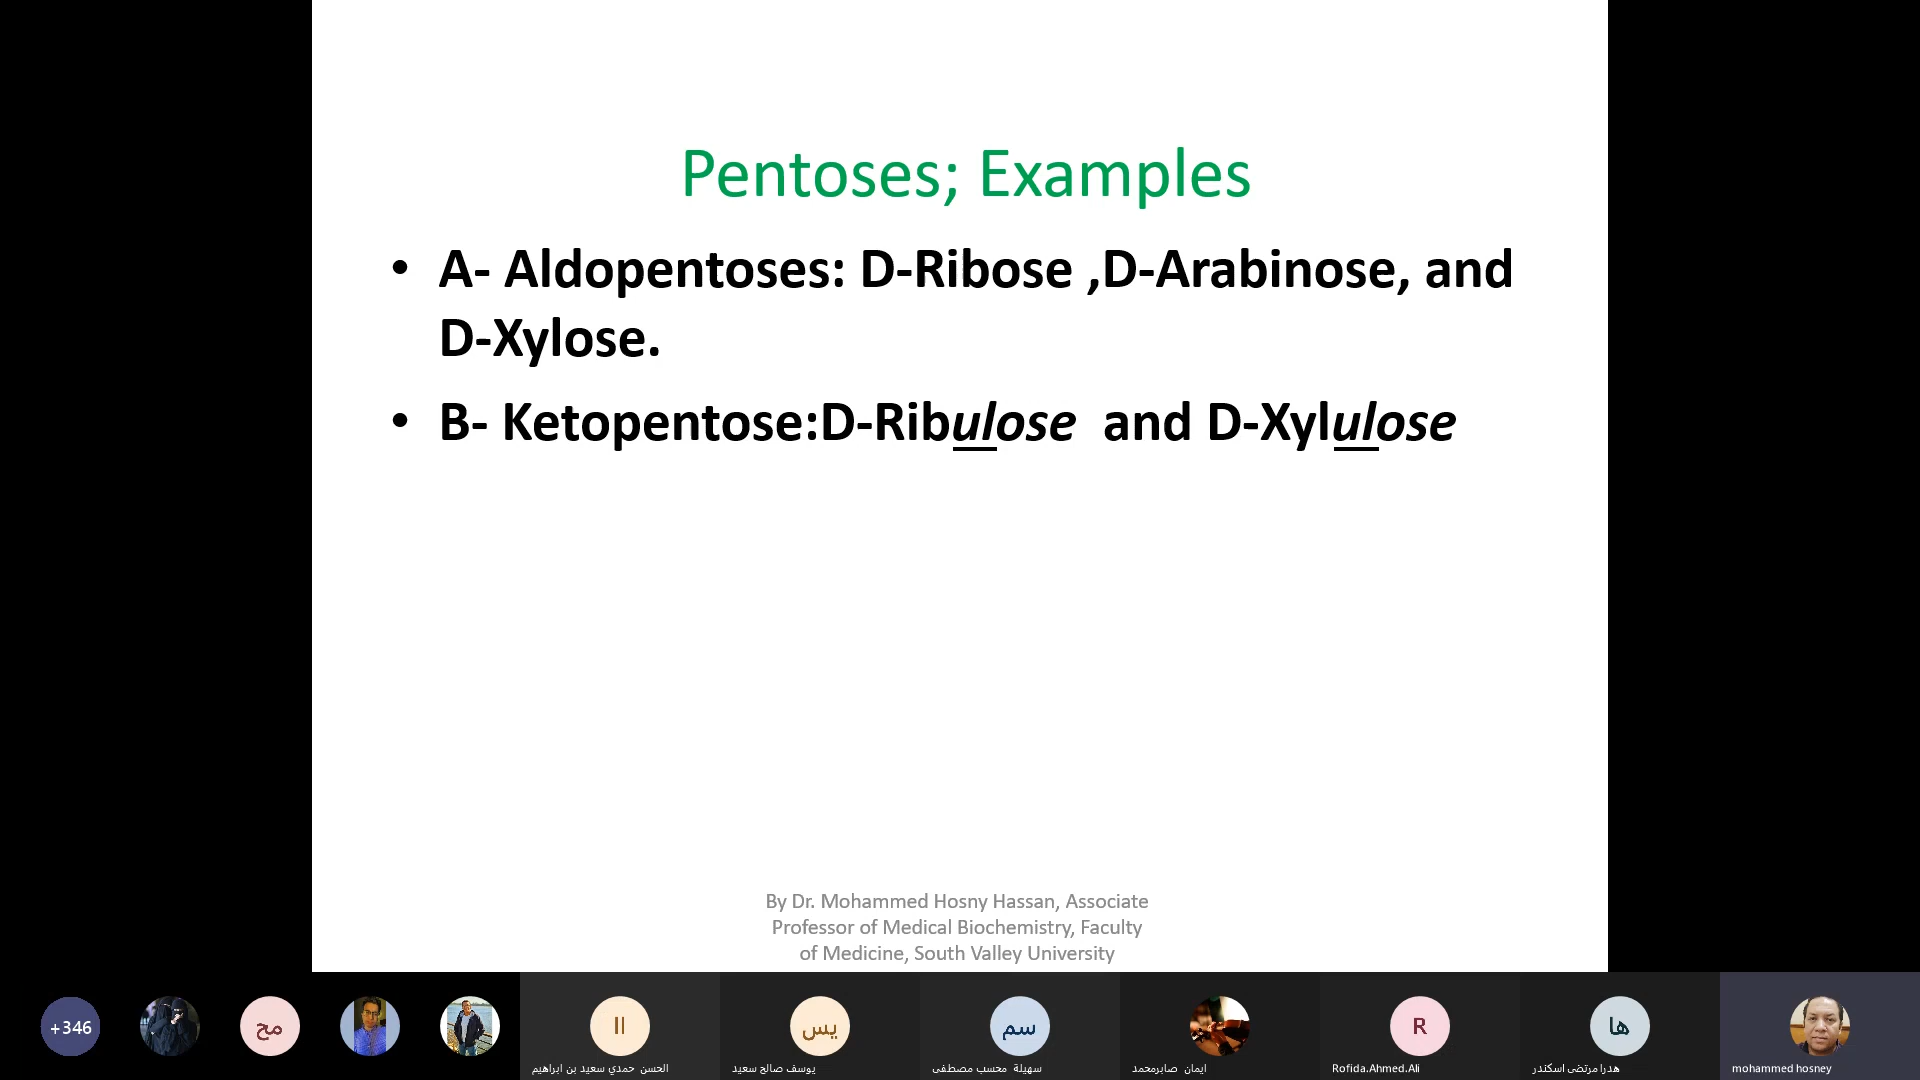 Pentoses; Examples
• A- Aldopentoses: D-Ribose ,D-Arabinose, and
D-Xylose.
• B- Ketopentose:D-Ribulose  and D-Xylulose
By Dr. Mohammed Hosny Hassan, Associate
Professor of Medical Biochemistry, Faculty
of Medicine, South Valley University
+346
مح
اا
يس
سم
R
ها
الحسن حمدي سعيد بن ابراهيم
يوسف صالح سعيد
سهيلة محسب مصطفى
ايمان صابرمحمد
Rofida.Ahmed.Ali
هدرا مرتضى اسكندر
mohammed hosney